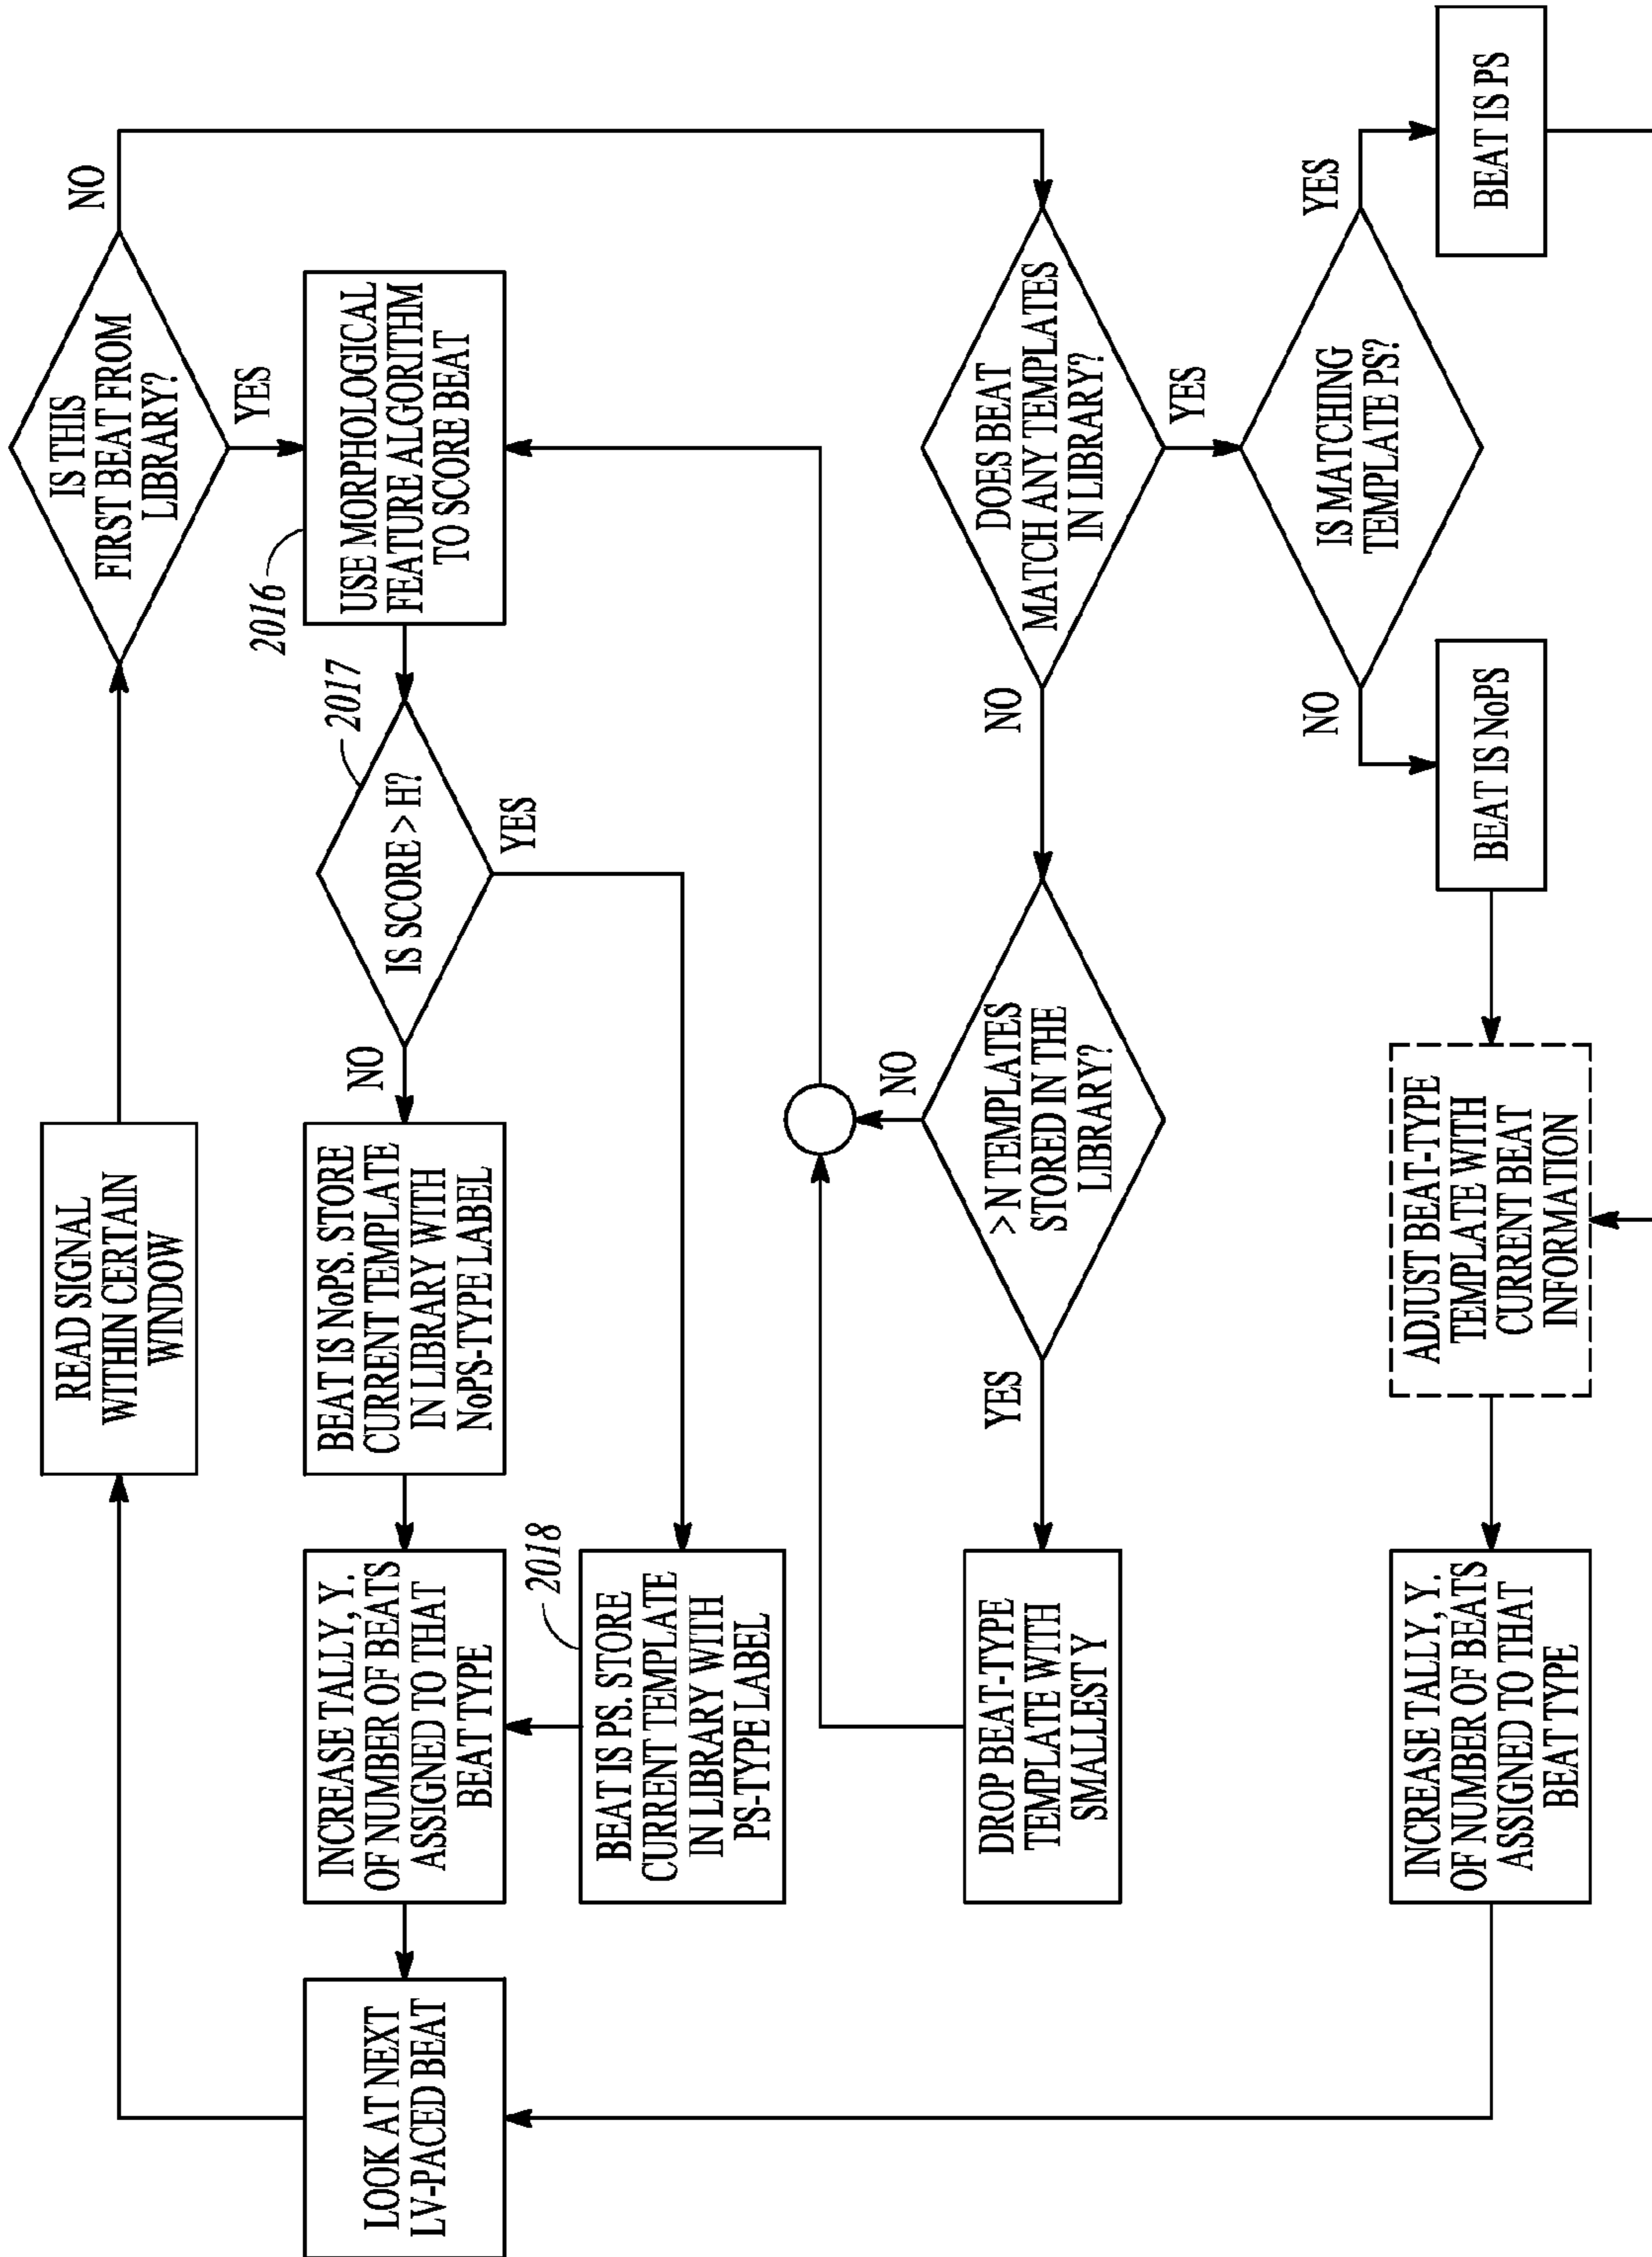 LOOK AT NEXT
LV-PACED BEAT
READ SIGNAL
WITHIN CERTAIN
WINDOW
IS THIS
FIRST BEAT FROM
LIBRARY?
NO
YES
2016
USE MORPHOLOGICAL
FEATURE ALGORITHM
TO SCORE BEAT
2017
IS SCORE > H?
NO
YES
BEAT IS NoPS. STORE
CURRENT TEMPLATE
IN LIBRARY WITH
NoPS-TYPE LABEL
INCREASE TALLY, Y.
OF NUMBER OF BEATS
ASSIGNED TO THAT
BEAT TYPE
2018
BEAT IS PS. STORE
CURRENT TEMPLATE
IN LIBRARY WITH
PS-TYPE LABEL
DOES BEAT
MATCH ANY TEMPLATES
IN LIBRARY?
NO
YES
> N TEMPLATES
STORED IN THE
LIBRARY?
NO
YES
DROP BEAT-TYPE
TEMPLATE WITH
SMALLEST Y
IS MATCHING
TEMPLATE PS?
YES
NO
BEAT IS PS
BEAT IS NoPS
ADJUST BEAT-TYPE
TEMPLATE WITH
CURRENT BEAT
INFORMATION
INCREASE TALLY, Y.
OF NUMBER OF BEATS
ASSIGNED TO THAT
BEAT TYPE